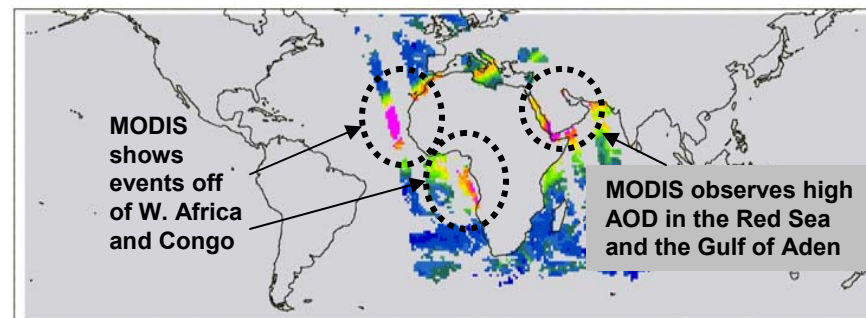 MODIS
shows
events off
of W. Africa
and Congo
MODIS observes high
AOD in the Red Sea
and the Gulf of Aden